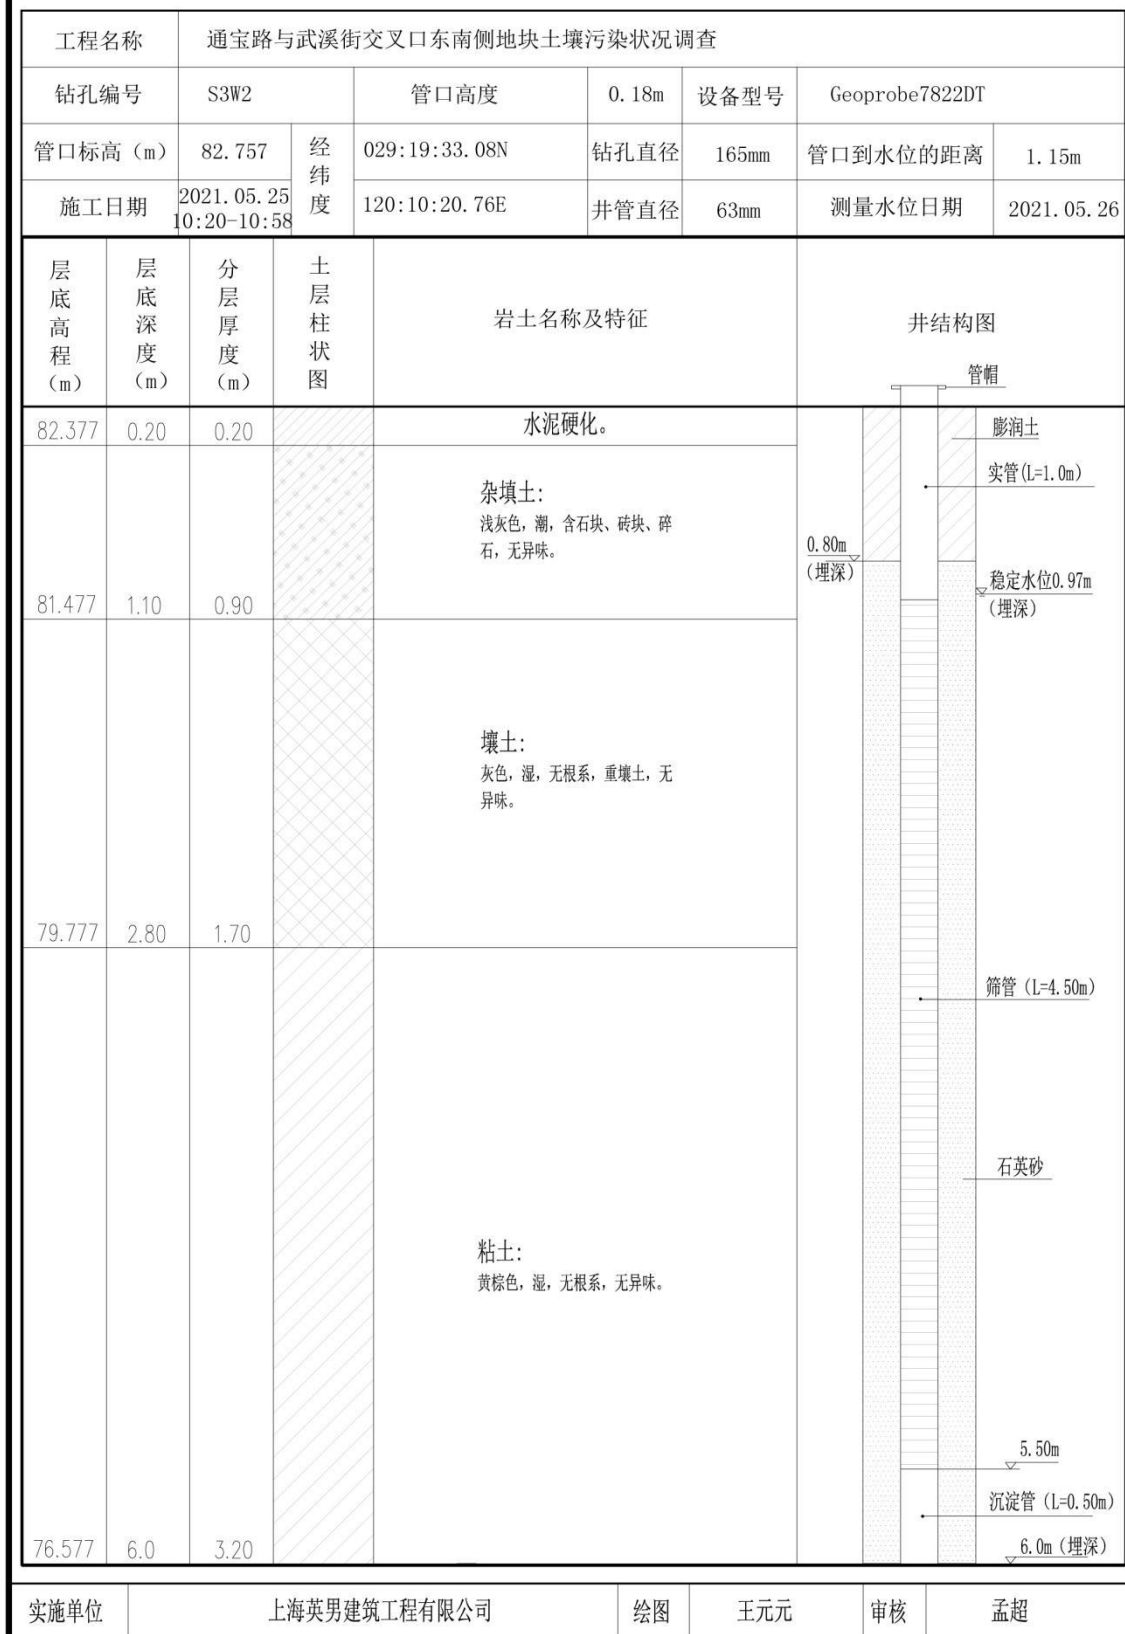 工程名称 通宝路与武溪街交叉口东南侧地块土壤污染状况调查
钻孔编号 S3W2 管口高度 0.18m 设备型号 Geoprobe7822DT
管口标高（m） 82.757 经纬度 029:19:33.08N 钻孔直径 165mm 管口到水位的距离 1.15m
施工日期 2021.05.25 10:20-10:58 120:10:20.76E 井管直径 63mm 测量水位日期 2021.05.26
层底高程（m） 层底深度（m） 分层厚度（m） 土层柱状图 岩土名称及特征 井结构图
管帽
82.377 0.20 0.20 水泥硬化。
膨润土
实管(L=1.0m)
杂填土:
浅灰色, 潮, 含石块、砖块、碎
石, 无异味。
0.80m
（埋深）
稳定水位0.97m
（埋深）
81.477 1.10 0.90
壤土:
灰色, 湿, 无根系, 重壤土, 无
异味。
79.777 2.80 1.70
筛管（L=4.50m）
石英砂
粘土:
黄棕色, 湿, 无根系, 无异味。
5.50m
沉淀管（L=0.50m）
76.577 6.0 3.20
6.0m（埋深）
实施单位 上海英男建筑工程有限公司 绘图 王元元 审核 孟超